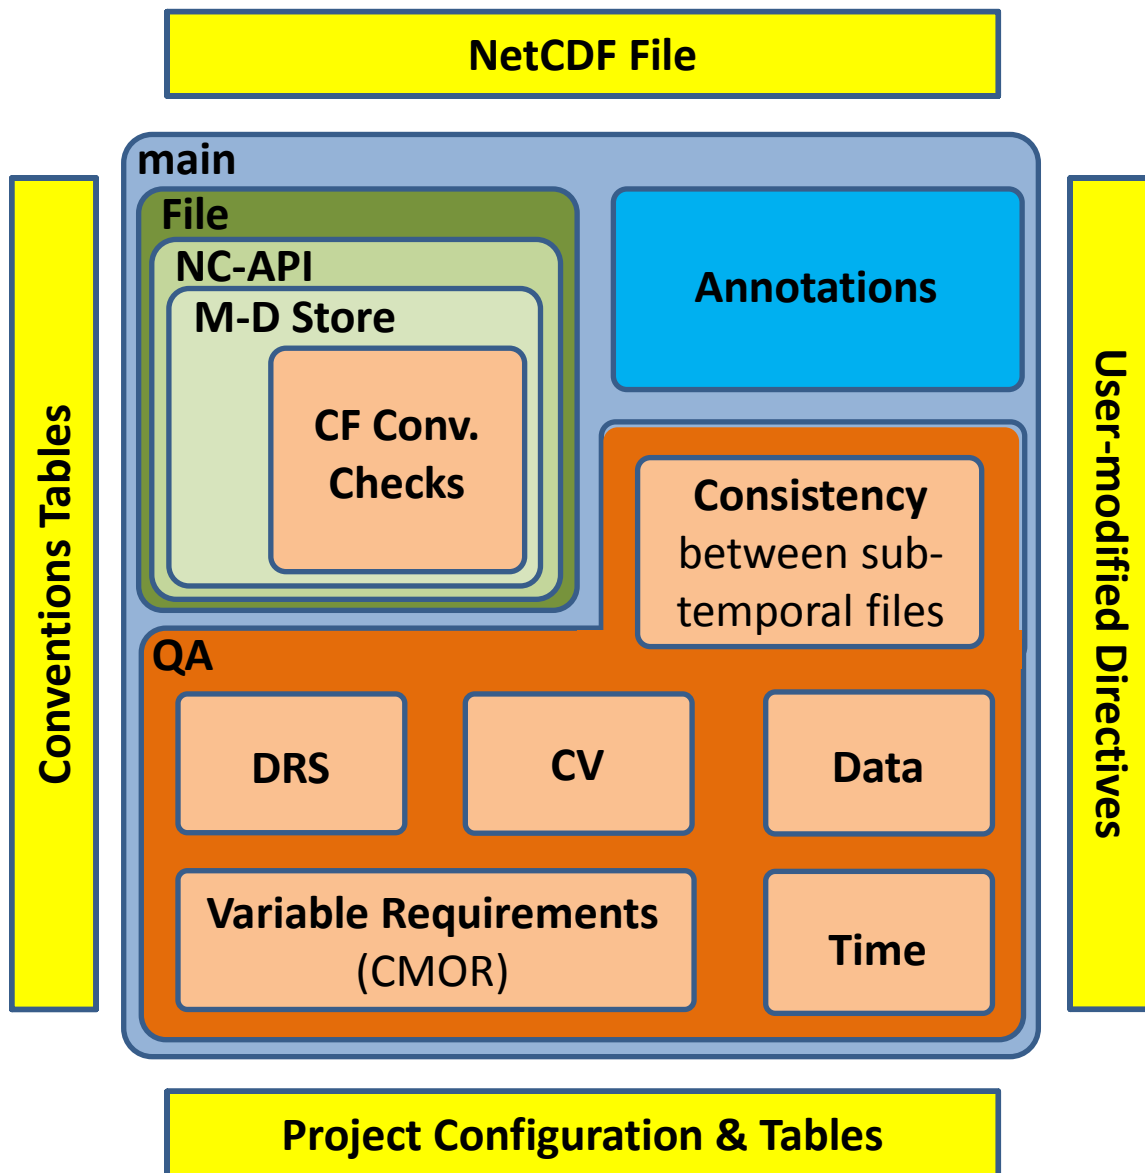 NetCDF File
main
File
NC-API
M-D Store
CF Conv.
Checks
Annotations
Conventions Tables
User-modified Directives
Consistency
between sub-
temporal files
QA
DRS
CV
Data
Variable Requirements
(CMOR)
Time
Project Configuration & Tables